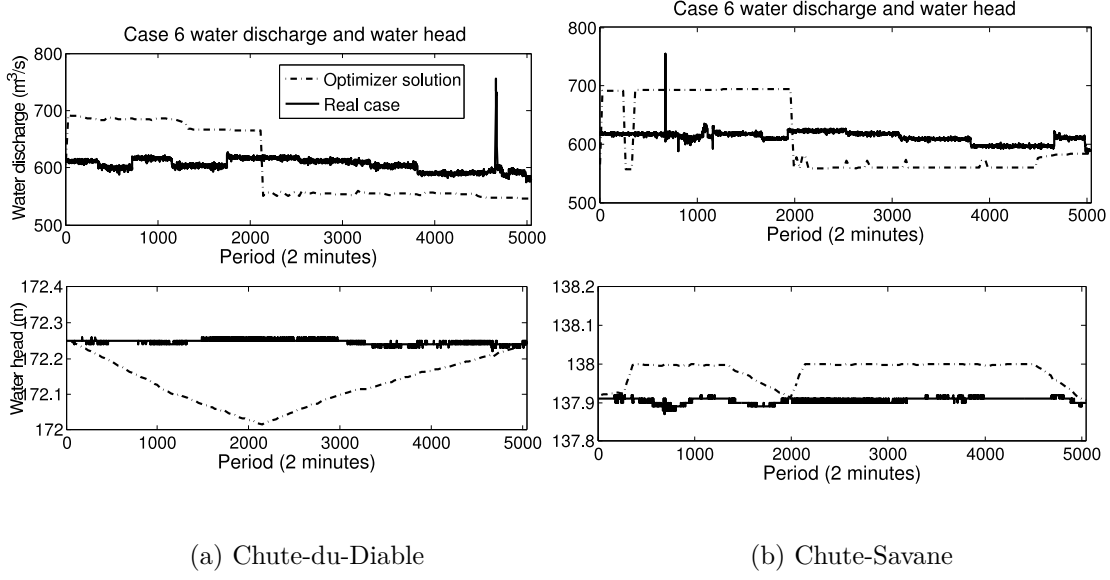 Case 6 water discharge and water head
Water discharge (m³/s)
800
700
600
500
Optimizer solution
Real case
0 1000 2000 3000 4000 5000
Period (2 minutes)
Water head (m)
172.4
172.3
172.2
172.1
172
0 1000 2000 3000 4000 5000
Period (2 minutes)
(a) Chute-du-Diable
Case 6 water discharge and water head
800
700
600
500
0 1000 2000 3000 4000 5000
Period (2 minutes)
138.2
138.1
138
137.9
137.8
0 1000 2000 3000 4000 5000
Period (2 minutes)
(b) Chute-Savane